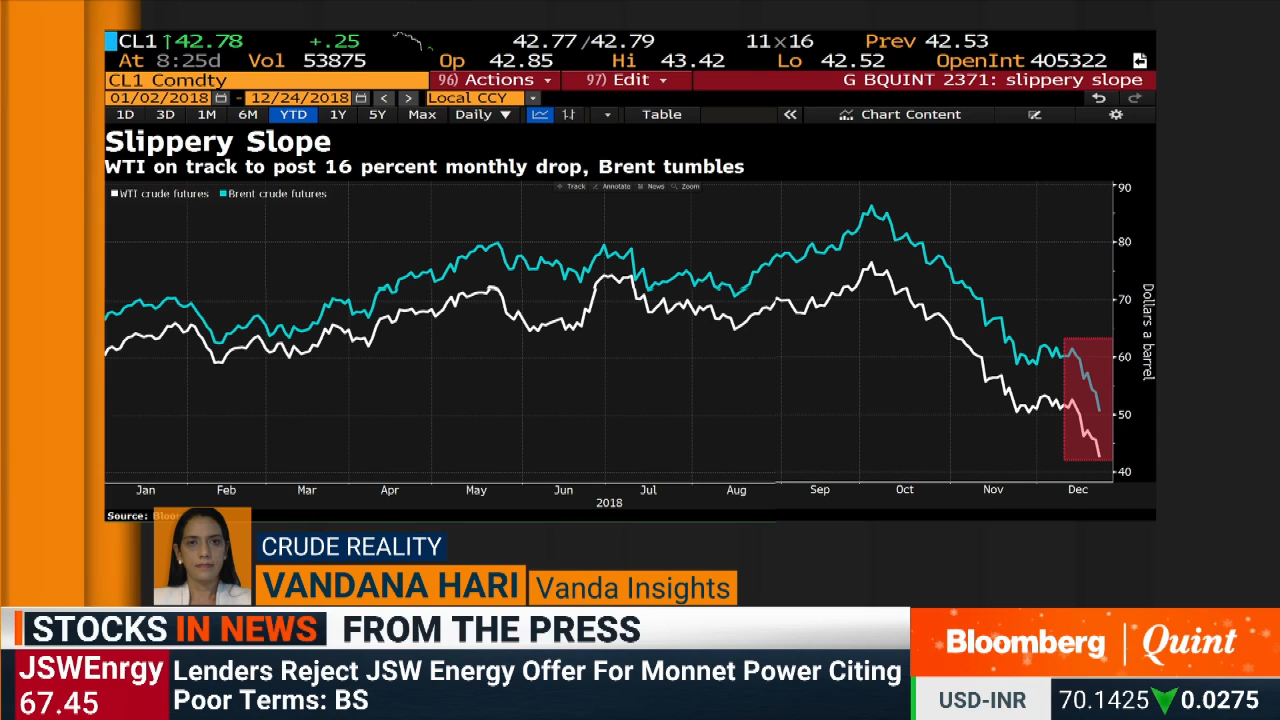 CL1 ↑42.78 +.25 42.77/42.79 11×16 Prev 42.53
At 8:25d Vol 53875 Op 42.85 Hi 43.42 Lo 42.52 OpenInt 405322
CL1 Comdty 96) Actions 97) Edit G BQUINT 2371: slippery slope
01/02/2018 - 12/24/2018 < > Local CCY
1D 3D 1M 6M YTD 1Y 5Y Max Daily ▼ Table « Chart Content
Slippery Slope
WTI on track to post 16 percent monthly drop, Brent tumbles
WTI crude futures Brent crude futures
Track Annotate News Zoom
90
80
70
60
50
40
Dollars a barrel
Jan Feb Mar Apr May Jun Jul Aug Sep Oct Nov Dec
2018
Source:
CRUDE REALITY
VANDANA HARI Vanda Insights
STOCKS IN NEWS FROM THE PRESS
JSWEnrgy
67.45
Lenders Reject JSW Energy Offer For Monnet Power Citing
Poor Terms: BS
Bloomberg | Quint
USD-INR 70.1425 0.0275